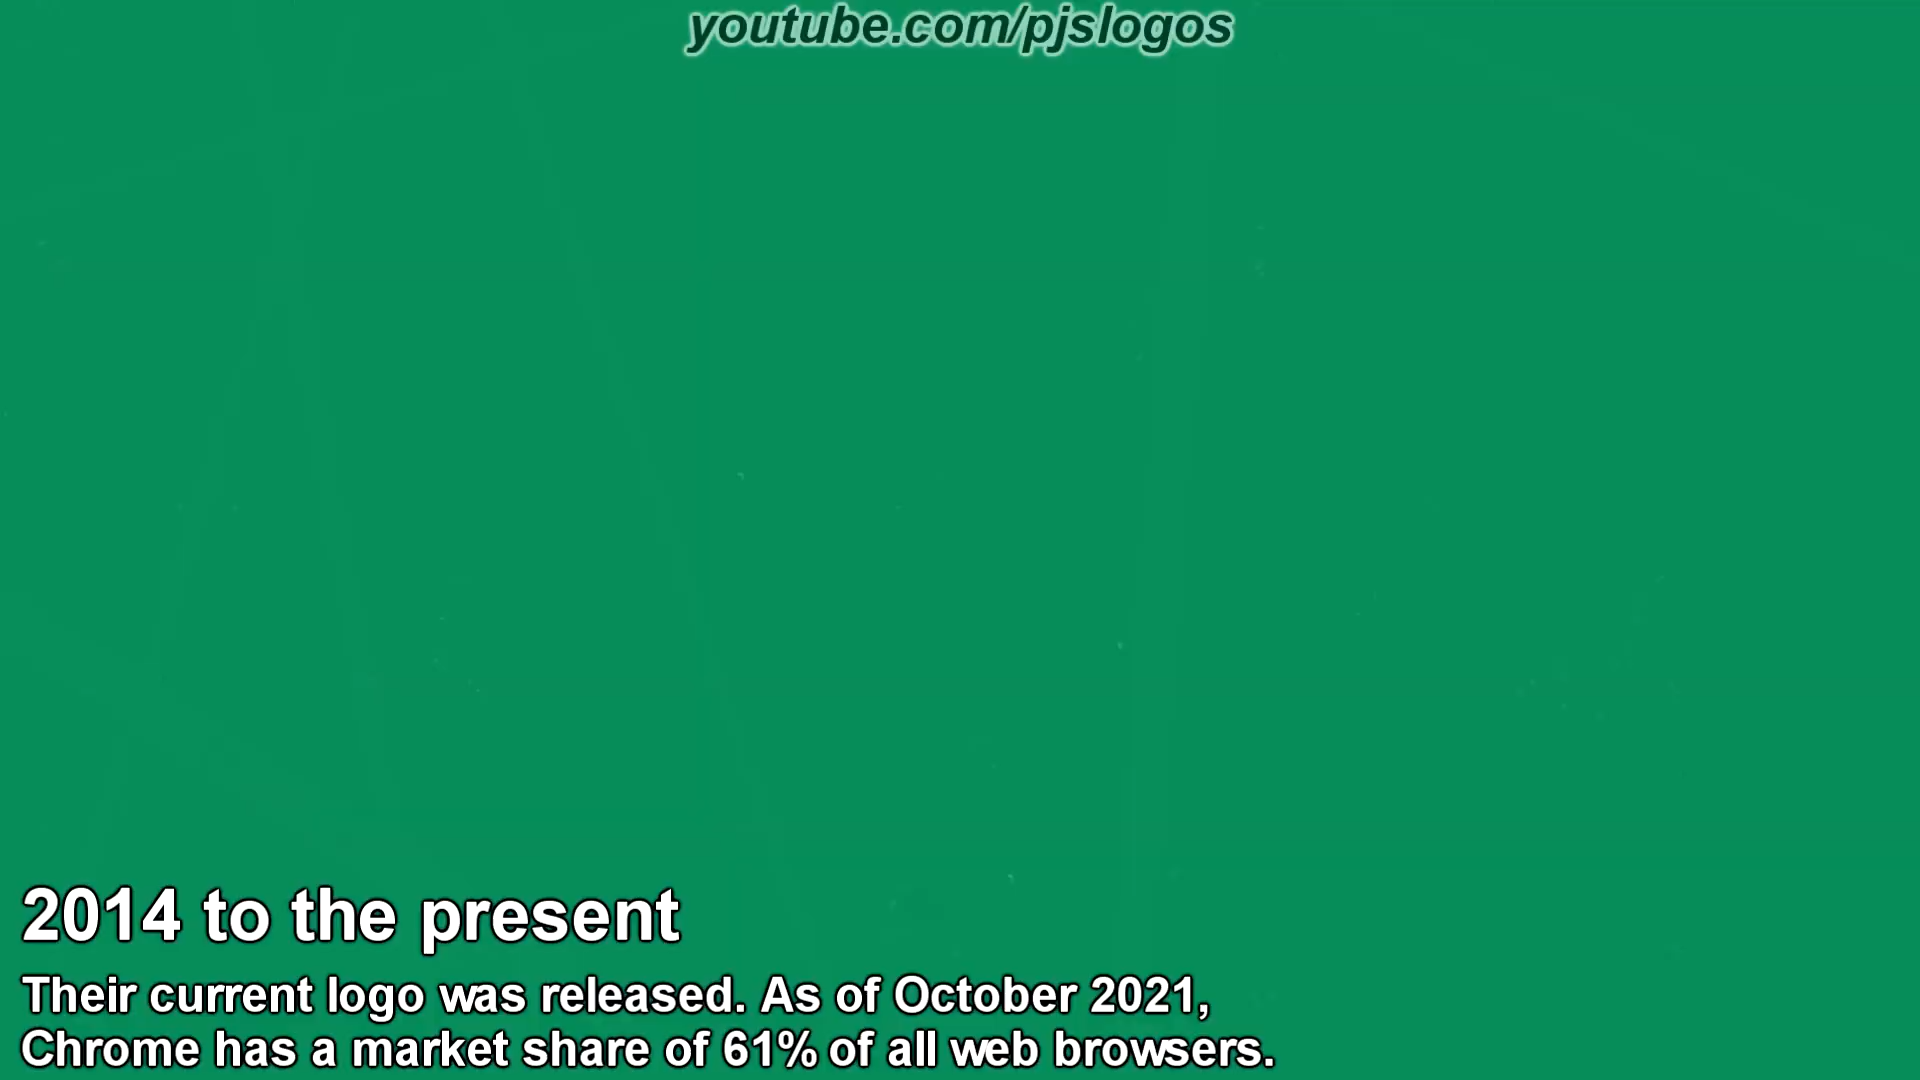 youtube.com/pjslogos
2014 to the present
Their current logo was released. As of October 2021,
Chrome has a market share of 61% of all web browsers.